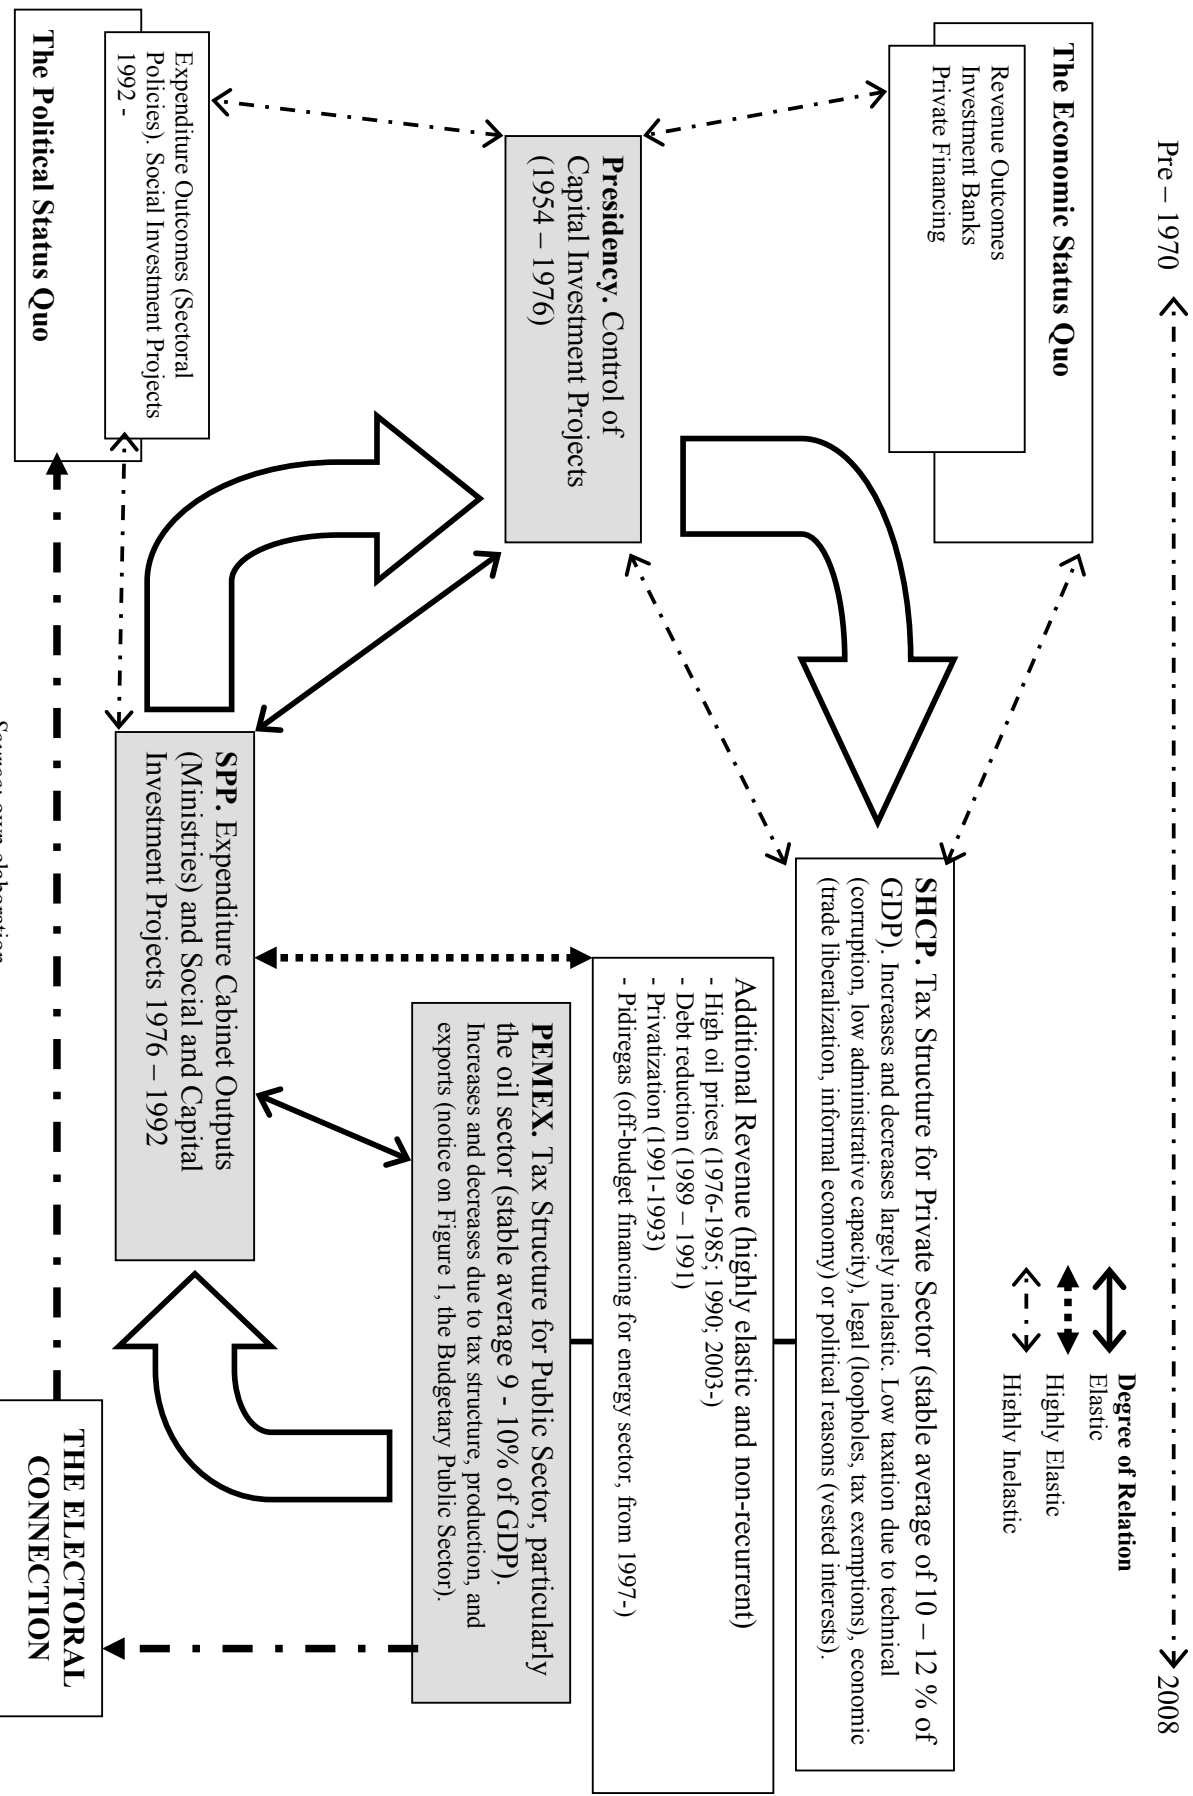 Pre – 1970
2008
The Economic Status Quo
Revenue Outcomes
Investment Banks
Private Financing
Degree of Relation
Elastic
Highly Elastic
Highly Inelastic
SHCP. Tax Structure for Private Sector (stable average of 10 – 12 % of
GDP). Increases and decreases largely inelastic. Low taxation due to technical
(corruption, low administrative capacity), legal (loopholes, tax exemptions), economic
(trade liberalization, informal economy) or political reasons (vested interests).
Additional Revenue (highly elastic and non-recurrent)
- High oil prices (1976-1985; 1990; 2003-)
- Debt reduction (1989 – 1991)
- Privatization (1991-1993)
- Pidiregas (off-budget financing for energy sector, from 1997-)
Presidency. Control of
Capital Investment Projects
(1954 – 1976)
PEMEX. Tax Structure for Public Sector, particularly
the oil sector (stable average 9 - 10% of GDP).
Increases and decreases due to tax structure, production, and
exports (notice on Figure 1, the Budgetary Public Sector).
SPP. Expenditure Cabinet Outputs
(Ministries) and Social and Capital
Investment Projects 1976 – 1992
Expenditure Outcomes (Sectoral
Policies). Social Investment Projects
1992 -
The Political Status Quo
THE ELECTORAL
CONNECTION
Source: own elaboration